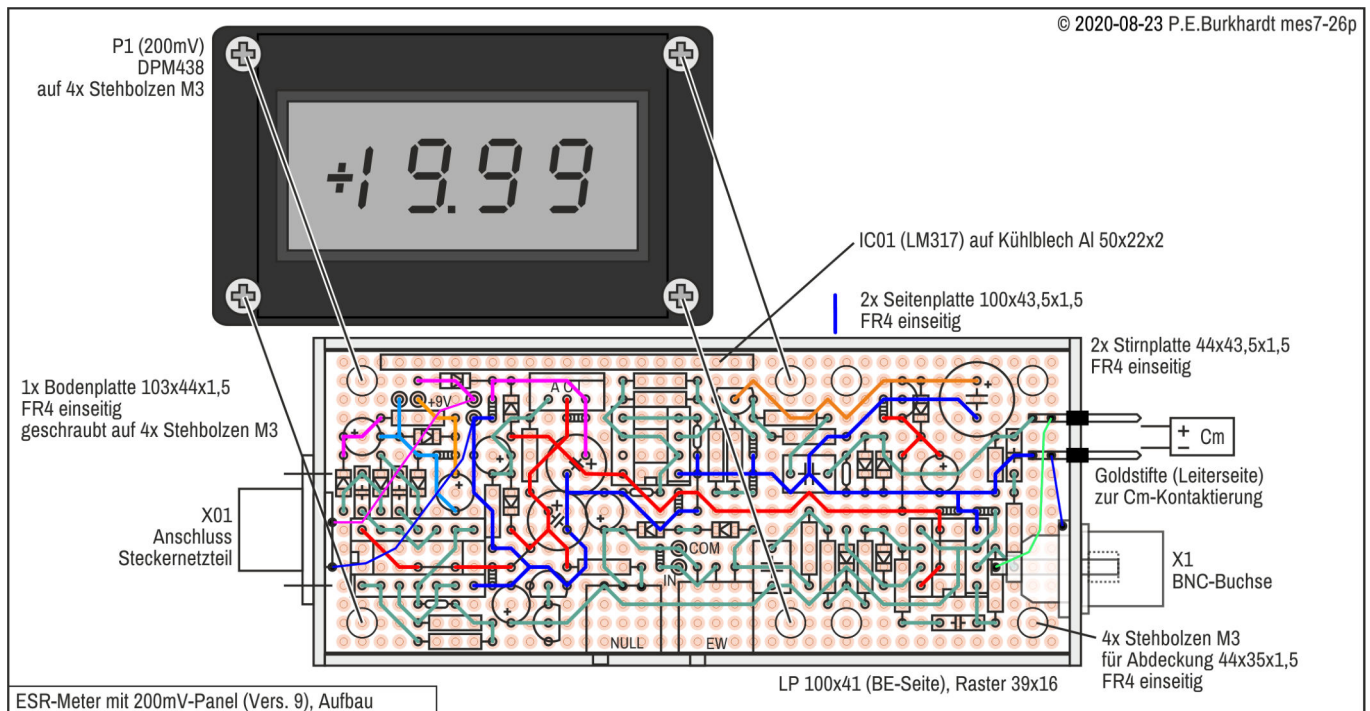 © 2020-08-23 P.E.Burkhardt mes7-26p
P1 (200mV)
DPM438
auf 4x Stehbolzen M3
+19.99
IC01 (LM317) auf Kühlblech Al 50x22x2
2x Seitenplatte 100x43,5x1,5
FR4 einseitig
2x Stirnplatte 44x43,5x1,5
FR4 einseitig
1x Bodenplatte 103x44x1,5
FR4 einseitig
geschraubt auf 4x Stehbolzen M3
+9V
+ Cm
-
Goldstifte (Leiterseite)
zur Cm-Kontaktierung
X01
Anschluss
Steckernetzteil
COM
IN
X1
BNC-Buchse
NULL
EW
4x Stehbolzen M3
für Abdeckung 44x35x1,5
FR4 einseitig
LP 100x41 (BE-Seite), Raster 39x16
ESR-Meter mit 200mV-Panel (Vers. 9), Aufbau